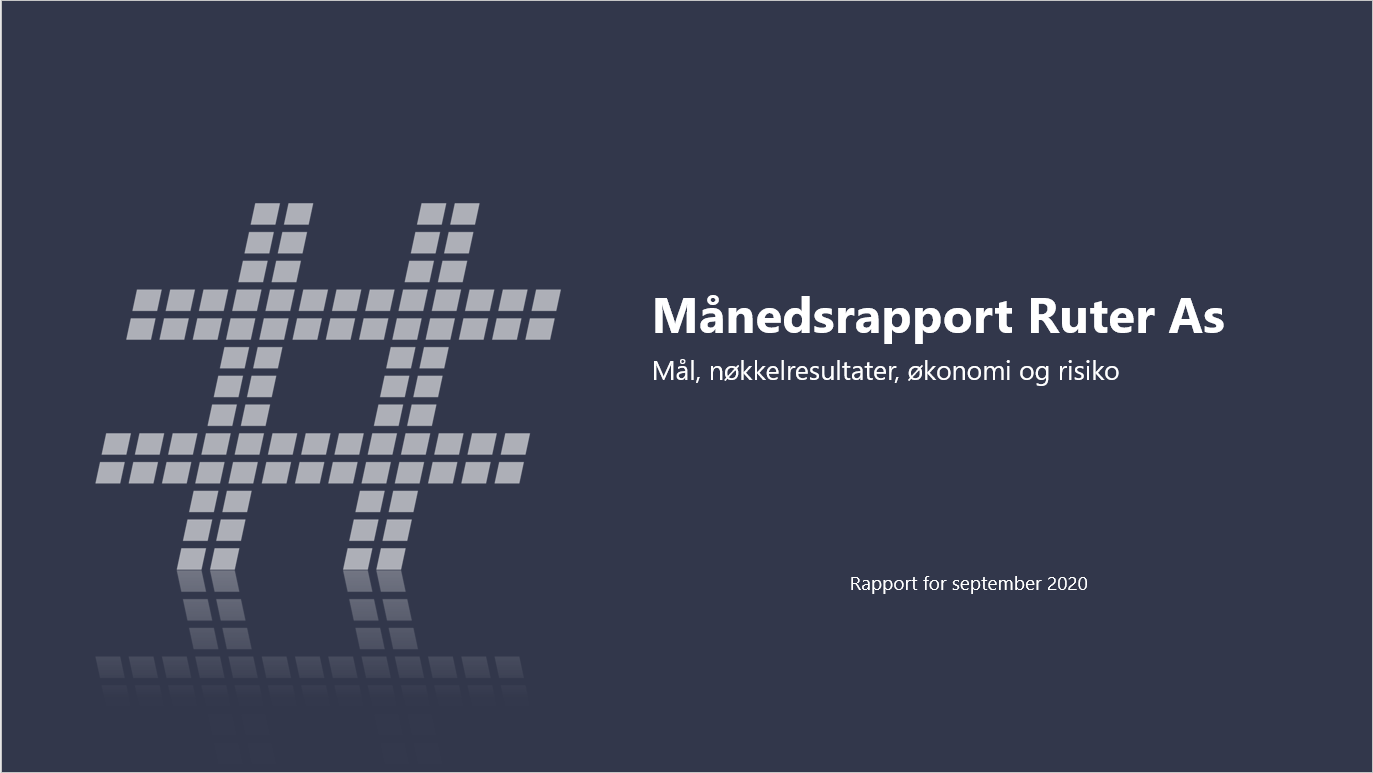 Månedsrapport Ruter As
Mål, nøkkelresultater, økonomi og risiko
Rapport for september 2020